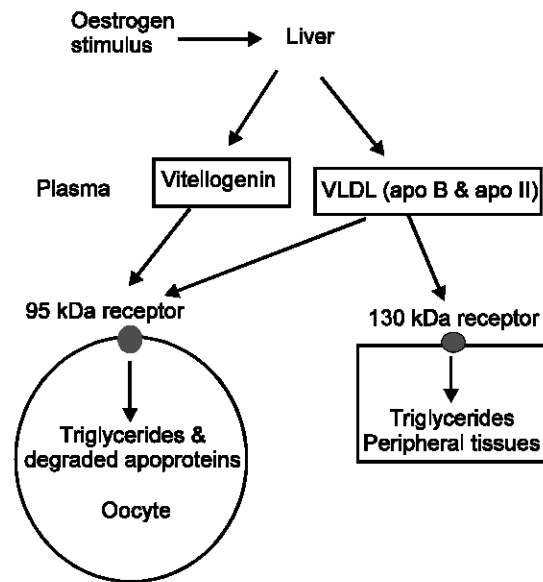 Oestrogen
stimulus
Liver
Plasma
Vitellogenin
VLDL (apo B & apo II)
95 kDa receptor
130 kDa receptor
Triglycerides &
degraded apoproteins
Oocyte
Triglycerides
Peripheral tissues